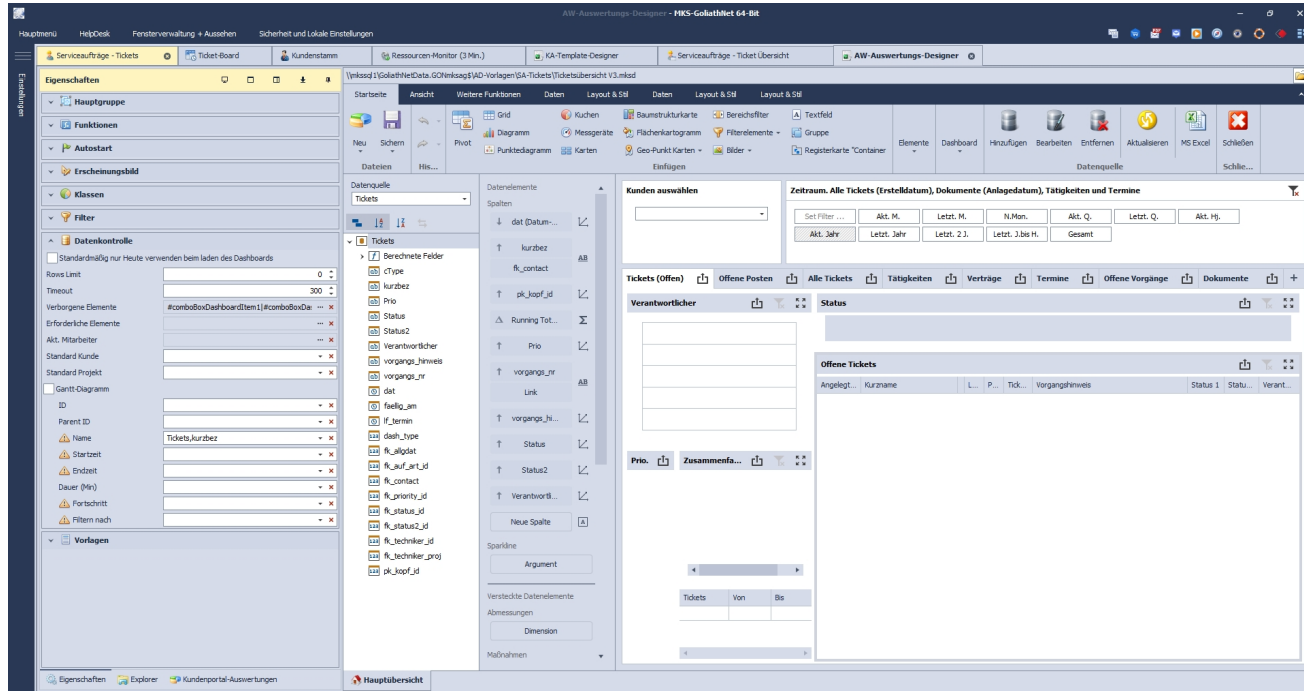 AW-Auswertungs-Designer - MKS-GoliathNet 64-Bit
Hauptmenü HelpDesk Fensterverwaltung + Aussehen Sicherheit und Lokale Einstellungen
Serviceaufträge - Tickets Ticket-Board Kundenstamm Ressourcen-Monitor (3 Min.) KA-Template-Designer Serviceaufträge - Ticket Übersicht AW-Auswertungs-Designer
Einstellungen
Eigenschaften
Hauptgruppe
Funktionen
Autostart
Erscheinungsbild
Klassen
Filter
Datenkontrolle
Standardmäßig nur Heute verwenden beim laden des Dashboards
Rows Limit 0
Timeout 300
Verborgene Elemente #comboBoxDashboardItem1|#comboBoxDa:
Erforderliche Elemente
Akt. Mitarbeiter
Standard Kunde
Standard Projekt
Gantt-Diagramm
ID
Parent ID
Name Tickets,kurzbez
Startzeit
Endzeit
Dauer (Min)
Fortschritt
Filtern nach
Vorlagen
Eigenschaften Explorer Kundenportal-Auswertungen
\\mkssql1\GoliathNetData.GONmksag$\AD-Vorlagen\SA-Tickets\Ticketsübersicht V3.mksd
Startseite Ansicht Weitere Funktionen Daten Layout & Stil Daten Layout & Stil Layout & Stil
Grid Kuchen Baumstrukturkarte Bereichsfilter Textfeld
Diagramm Messgeräte Flächenkartogramm Filterelemente Gruppe
Punktediagramm Karten Geo-Punkt Karten Bilder Registerkarte "Container
Neu Sichern Pivot Elemente Dashboard Hinzufügen Bearbeiten Entfernen Aktualisieren MS Excel Schließen
Dateien His... Einfügen Datenquelle Schlie...
Datenquelle
Tickets
Tickets
Berechnete Felder
cType
kurzbez
Prio
Status
Status2
Verantwortlicher
vorgangs_hinweis
vorgangs_nr
dat
faellig_am
lf_termin
dash_type
fk_allgdat
fk_auf_art_id
fk_contact
fk_priority_id
fk_status_id
fk_status2_id
fk_techniker_id
fk_techniker_proj
pk_kopf_id
Hauptübersicht
Datenelemente
Spalten
dat (Datum-...
kurzbez
fk_contact
pk_kopf_id
Running Tot...
Prio
vorgangs_nr
Link
vorgangs_hi...
Status
Status2
Verantwortli...
Neue Spalte
Sparkline
Argument
Versteckte Datenelemente
Abmessungen
Dimension
Maßnahmen
Kunden auswählen
Zeitraum. Alle Tickets (Erstelldatum), Dokumente (Anlagedatum), Tätigkeiten und Termine
Set Filter ... Akt. M. Letzt. M. N.Mon. Akt. Q. Letzt. Q. Akt. Hj.
Akt. Jahr Letzt. Jahr Letzt. 2 J. Letzt. J.bis H. Gesamt
Tickets (Offen) Offene Posten Alle Tickets Tätigkeiten Verträge Termine Offene Vorgänge Dokumente
Verantwortlicher
Status
Offene Tickets
Angelegt... Kurzname L... P... Tick... Vorgangshinweis Status 1 Statu... Verant...
Prio. Zusammenfa...
Tickets Von Bis